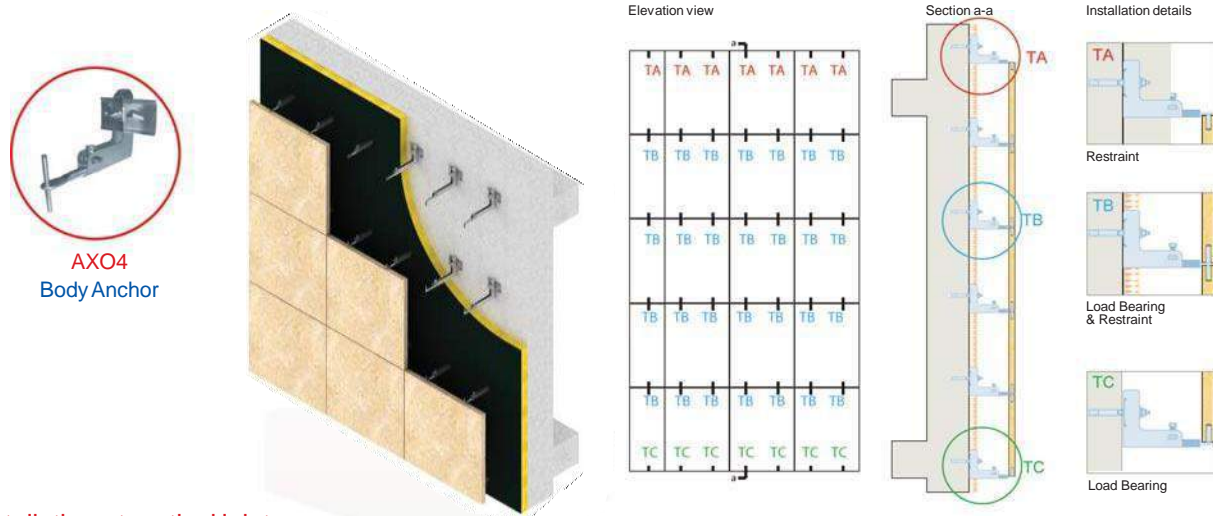 AXO4
Body Anchor
Elevation view
a
TA TA TA TA TA TA TA
TB TB TB TB TB TB TB
TB TB TB TB TB TB TB
TB TB TB TB TB TB TB
TB TB TB TB TB TB TB
TC TC TC TC TC TC TC
a
Section a-a
TA
TB
TC
Installation details
TA
Restraint
TB
Load Bearing
& Restraint
TC
Load Bearing